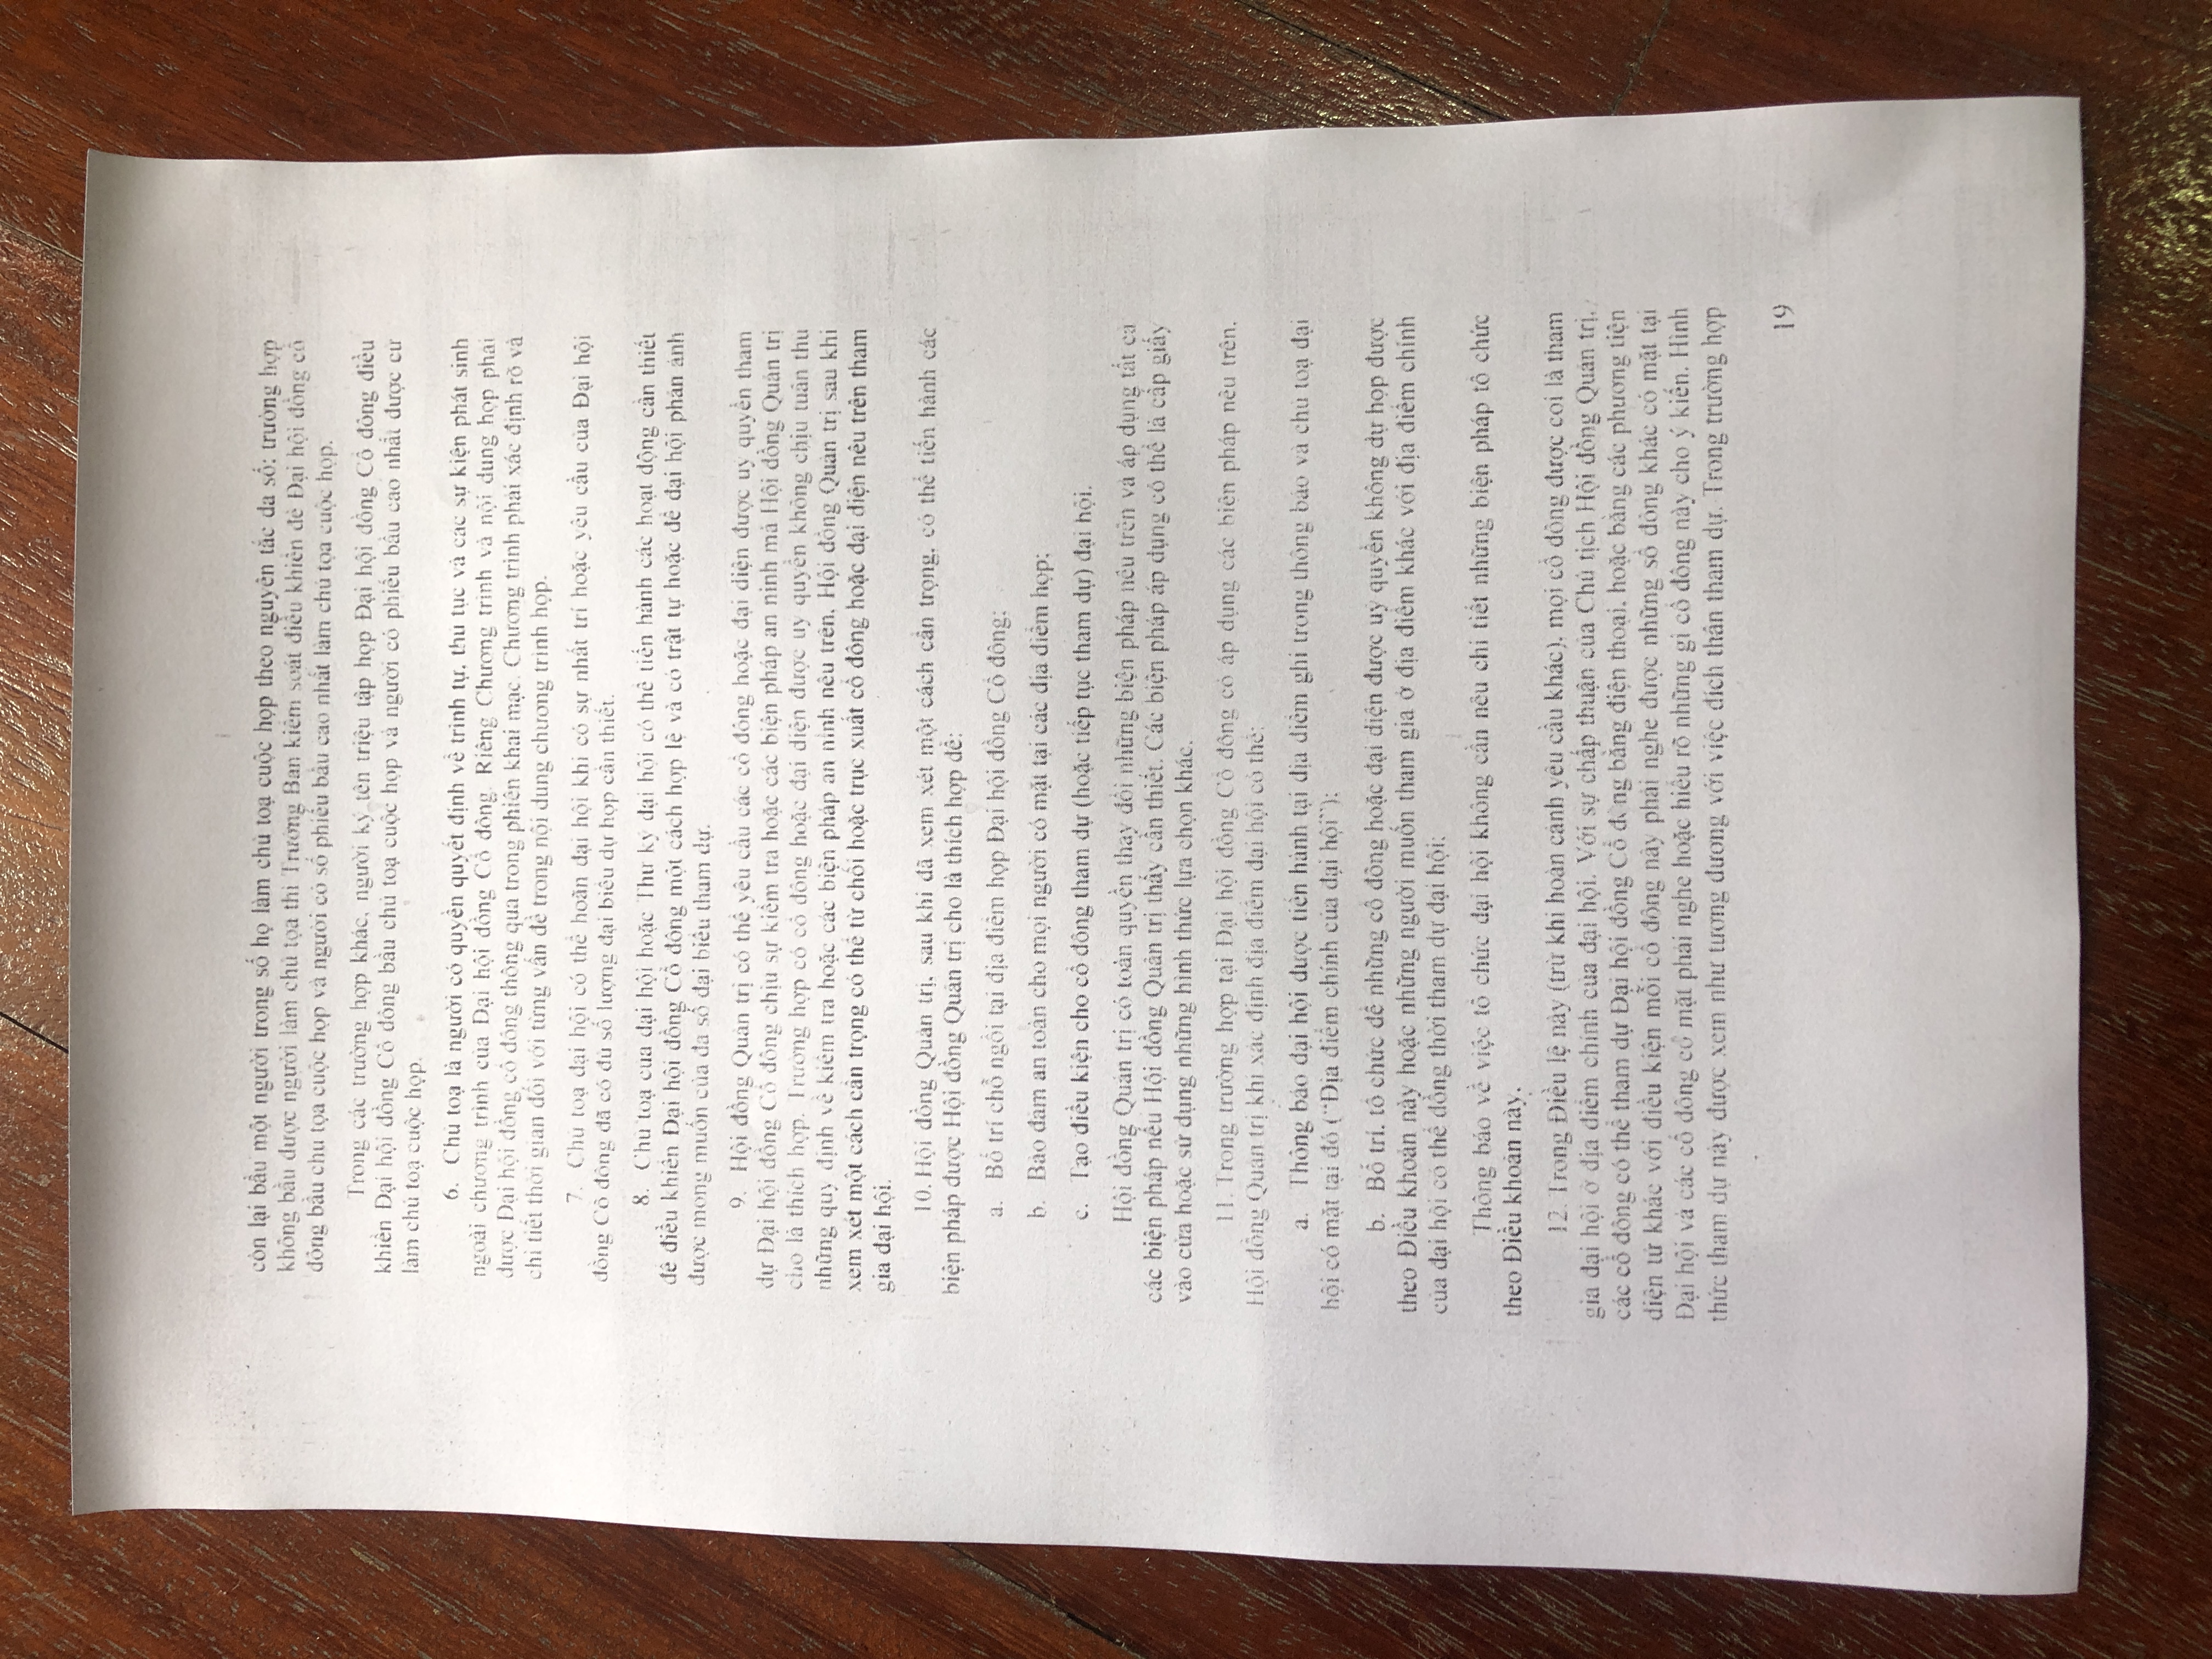 còn lại bầu một người trong số họ làm chủ toạ cuộc họp theo nguyên tắc đa số; trường hợp
không bầu được người làm chủ tọa thì Trưởng Ban kiểm soát điều khiển để Đại hội đồng cổ
đông bầu chủ tọa cuộc họp và người có số phiếu bầu cao nhất làm chủ tọa cuộc họp.
Trong các trường hợp khác, người ký tên triệu tập họp Đại hội đồng Cổ đông điều
khiển Đại hội đồng Cổ đông bầu chủ toạ cuộc họp và người có phiếu bầu cao nhất được cử
làm chủ toạ cuộc họp.
6. Chủ toạ là người có quyền quyết định về trình tự, thủ tục và các sự kiện phát sinh
ngoài chương trình của Đại hội đồng Cổ đông. Riêng Chương trình và nội dung họp phải
được Đại hội đồng cổ đông thông qua trong phiên khai mạc. Chương trình phải xác định rõ và
chi tiết thời gian đối với từng vấn đề trong nội dung chương trình họp.
7. Chủ toạ đại hội có thể hoãn đại hội khi có sự nhất trí hoặc yêu cầu của Đại hội
đồng Cổ đông đã có đủ số lượng đại biểu dự họp cần thiết.
8. Chủ toạ của đại hội hoặc Thư ký đại hội có thể tiến hành các hoạt động cần thiết
để điều khiển Đại hội đồng Cổ đông một cách hợp lệ và có trật tự hoặc để đại hội phản ánh
được mong muốn của đa số đại biểu tham dự.
9. Hội đồng Quản trị có thể yêu cầu các cổ đông hoặc đại diện được uỷ quyền tham
dự Đại hội đồng Cổ đông chịu sự kiểm tra hoặc các biện pháp an ninh mà Hội đồng Quản trị
cho là thích hợp. Trường hợp có cổ đông hoặc đại diện được uỷ quyền không chịu tuân thủ
những quy định về kiểm tra hoặc các biện pháp an ninh nêu trên, Hội đồng Quản trị sau khi
xem xét một cách cẩn trọng có thể từ chối hoặc trục xuất cổ đông hoặc đại diện nêu trên tham
gia đại hội.
10. Hội đồng Quản trị, sau khi đã xem xét một cách cẩn trọng, có thể tiến hành các
biện pháp được Hội đồng Quản trị cho là thích hợp để:
a. Bố trí chỗ ngồi tại địa điểm họp Đại hội đồng Cổ đông;
b. Bảo đảm an toàn cho mọi người có mặt tại các địa điểm họp;
c. Tạo điều kiện cho cổ đông tham dự (hoặc tiếp tục tham dự) đại hội.
Hội đồng Quản trị có toàn quyền thay đổi những biện pháp nêu trên và áp dụng tất cả
các biện pháp nếu Hội đồng Quản trị thấy cần thiết. Các biện pháp áp dụng có thể là cấp giấy
vào cửa hoặc sử dụng những hình thức lựa chọn khác.
11. Trong trường hợp tại Đại hội đồng Cổ đông có áp dụng các biện pháp nêu trên,
Hội đồng Quản trị khi xác định địa điểm đại hội có thể:
a. Thông báo đại hội được tiến hành tại địa điểm ghi trong thông báo và chủ toạ đại
hội có mặt tại đó (“Địa điểm chính của đại hội”);
b. Bố trí, tổ chức để những cổ đông hoặc đại diện được uỷ quyền không dự họp được
theo Điều khoản này hoặc những người muốn tham gia ở địa điểm khác với địa điểm chính
của đại hội có thể đồng thời tham dự đại hội;
Thông báo về việc tổ chức đại hội không cần nêu chi tiết những biện pháp tổ chức
theo Điều khoản này.
12. Trong Điều lệ này (trừ khi hoàn cảnh yêu cầu khác), mọi cổ đông được coi là tham
gia đại hội ở địa điểm chính của đại hội. Với sự chấp thuận của Chủ tịch Hội đồng Quản trị,
các cổ đông có thể tham dự Đại hội đồng Cổ đông bằng điện thoại, hoặc bằng các phương tiện
điện tử khác với điều kiện mỗi cổ đông này phải nghe được những sổ đông khác có mặt tại
Đại hội và các cổ đông có mặt phải nghe hoặc hiểu rõ những gì cổ đông này cho ý kiến. Hình
thức tham dự này được xem như tương đương với việc đích thân tham dự. Trong trường hợp
19